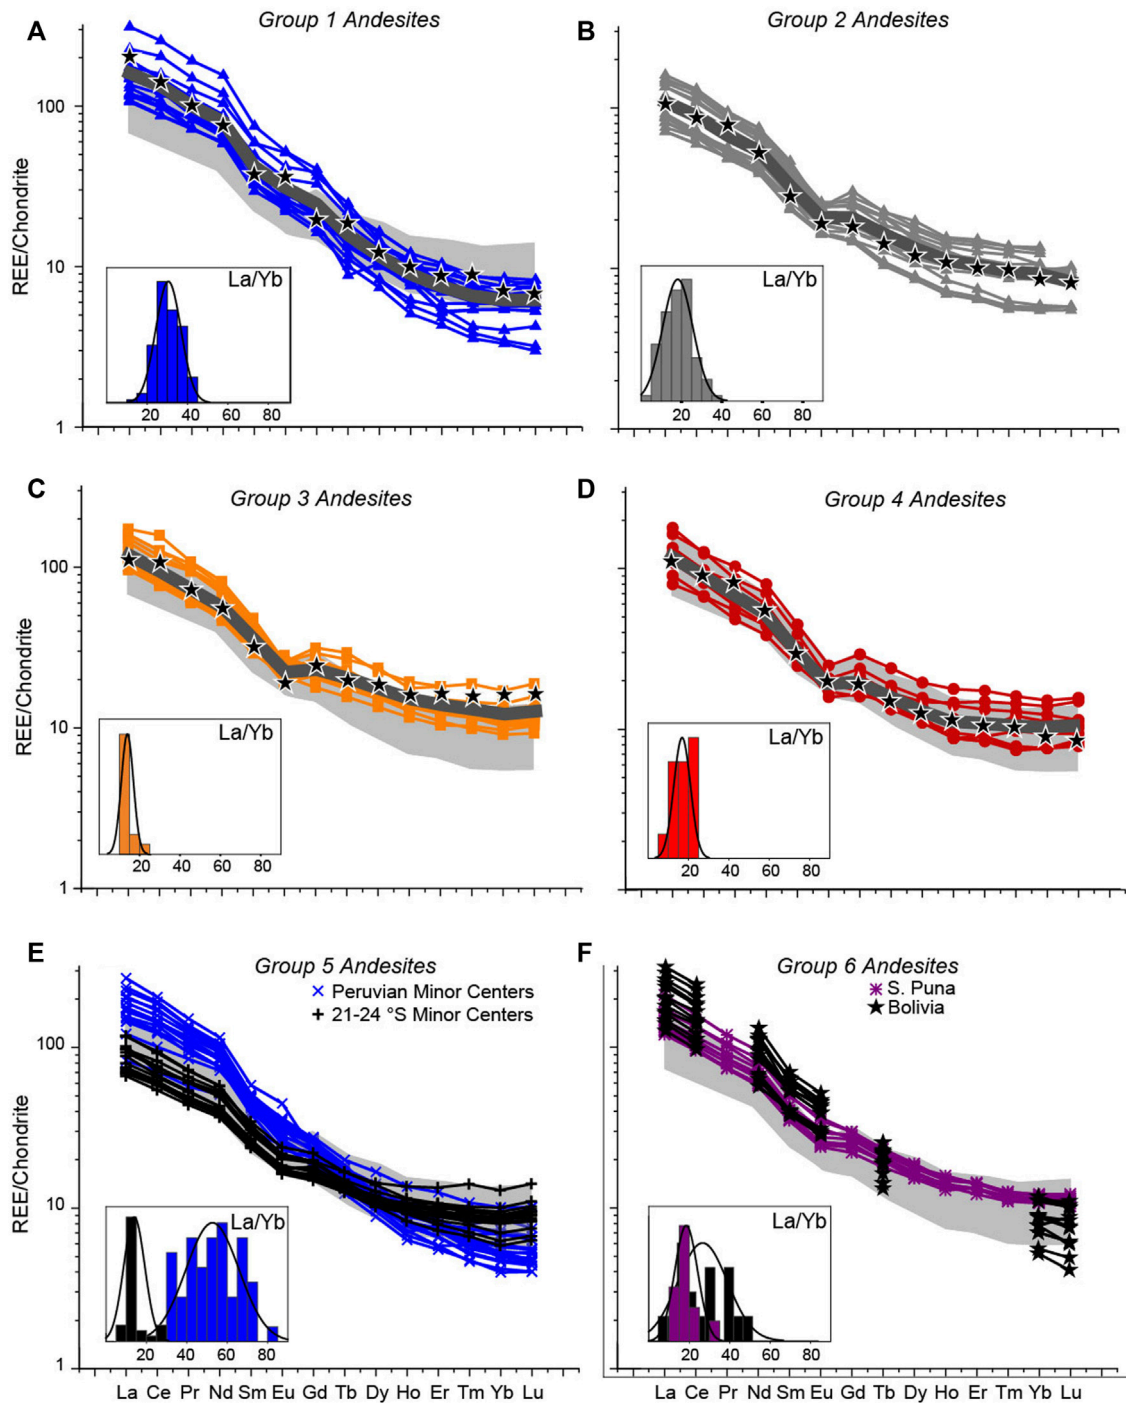 A
Group 1 Andesites
B
Group 2 Andesites
REE/Chondrite
100
10
1
La/Yb
20 40 60 80
La/Yb
20 40 60 80
C
Group 3 Andesites
D
Group 4 Andesites
REE/Chondrite
100
10
1
La/Yb
20 40 60 80
La/Yb
20 40 60 80
E
Group 5 Andesites
Peruvian Minor Centers
21-24 °S Minor Centers
F
Group 6 Andesites
S. Puna
Bolivia
REE/Chondrite
100
10
1
La/Yb
20 40 60 80
La/Yb
20 40 60 80
La Ce Pr Nd Sm Eu Gd Tb Dy Ho Er Tm Yb Lu
La Ce Pr Nd Sm Eu Gd Tb Dy Ho Er Tm Yb Lu